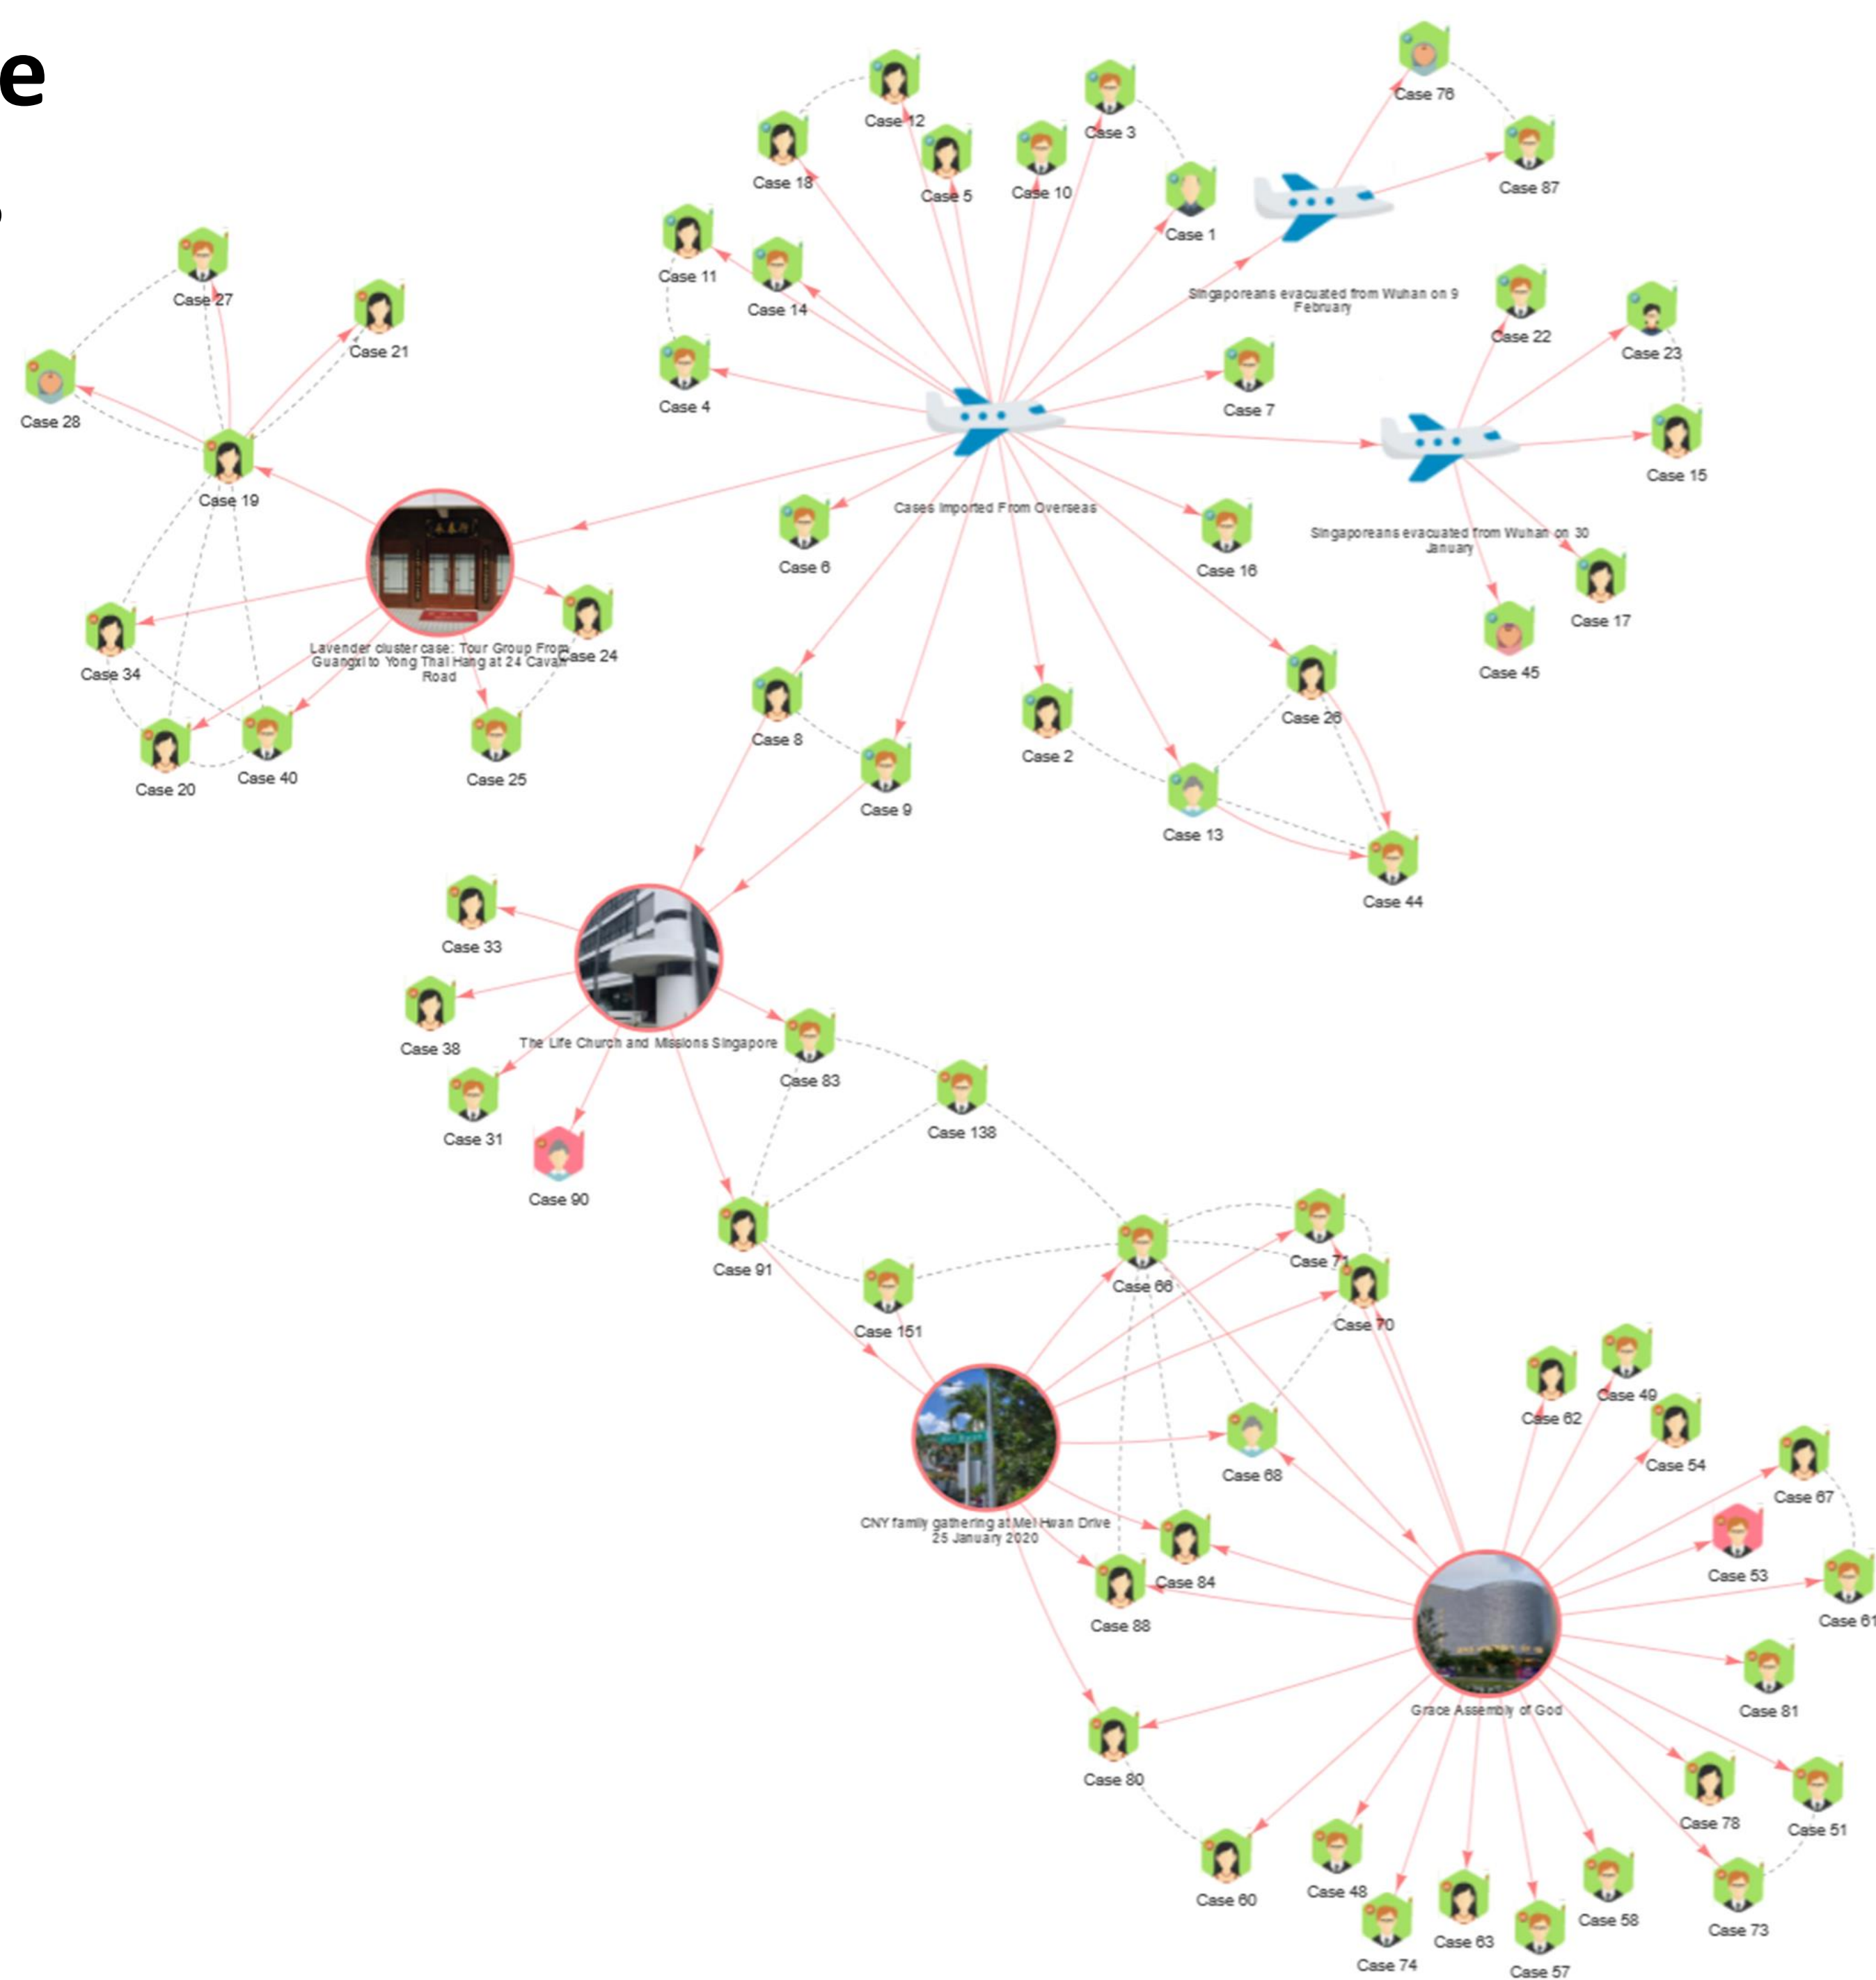 e
Case 76
Case 12
Case 3
Case 18
Case 5
Case 10
Case 87
Case 1
Case 11
Case 27
Case 14
Singaporeans evacuated from Wuhan on 9
February
Case 22
Case 21
Case 23
Case 4
Case 7
Case 28
Case 15
Case 19
Cases Imported From Overseas
Singaporeans evacuated from Wuhan on 30
January
Case 6
Case 16
Case 17
Lavender cluster case: Tour Group From
Guangxi to Yong Thai Hang at 24 Cavan
Road
Case 24
Case 34
Case 45
Case 26
Case 8
Case 2
Case 40
Case 25
Case 20
Case 9
Case 13
Case 44
Case 33
The Life Church and Missions Singapore
Case 38
Case 83
Case 138
Case 31
Case 90
Case 91
Case 71
Case 66
Case 151
Case 70
Case 49
Case 62
Case 54
Case 68
Case 67
CNY family gathering at Mei Hwan Drive
25 January 2020
Case 53
Case 84
Case 88
Case 61
Grace Assembly of God
Case 81
Case 80
Case 78
Case 51
Case 48
Case 60
Case 58
Case 73
Case 63
Case 74
Case 57